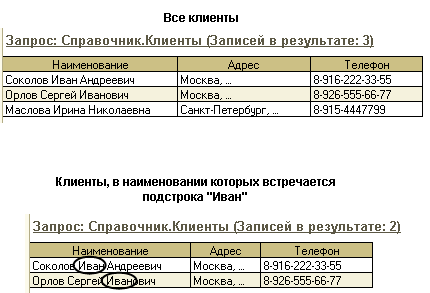 Все клиенты
Запрос: Справочник.Клиенты (Записей в результате: 3)
Наименование Адрес Телефон
Соколов Иван Андреевич Москва, ... 8-916-222-33-55
Орлов Сергей Иванович Москва, ... 8-926-555-66-77
Маслова Ирина Николаевна Санкт-Петербург, ... 8-915-4447799
Клиенты, в наименовании которых встречается
подстрока "Иван"
Запрос: Справочник.Клиенты (Записей в результате: 2)
Наименование Адрес Телефон
Соколов Иван Андреевич Москва, ... 8-916-222-33-55
Орлов Сергей Иванович Москва, ... 8-926-555-66-77